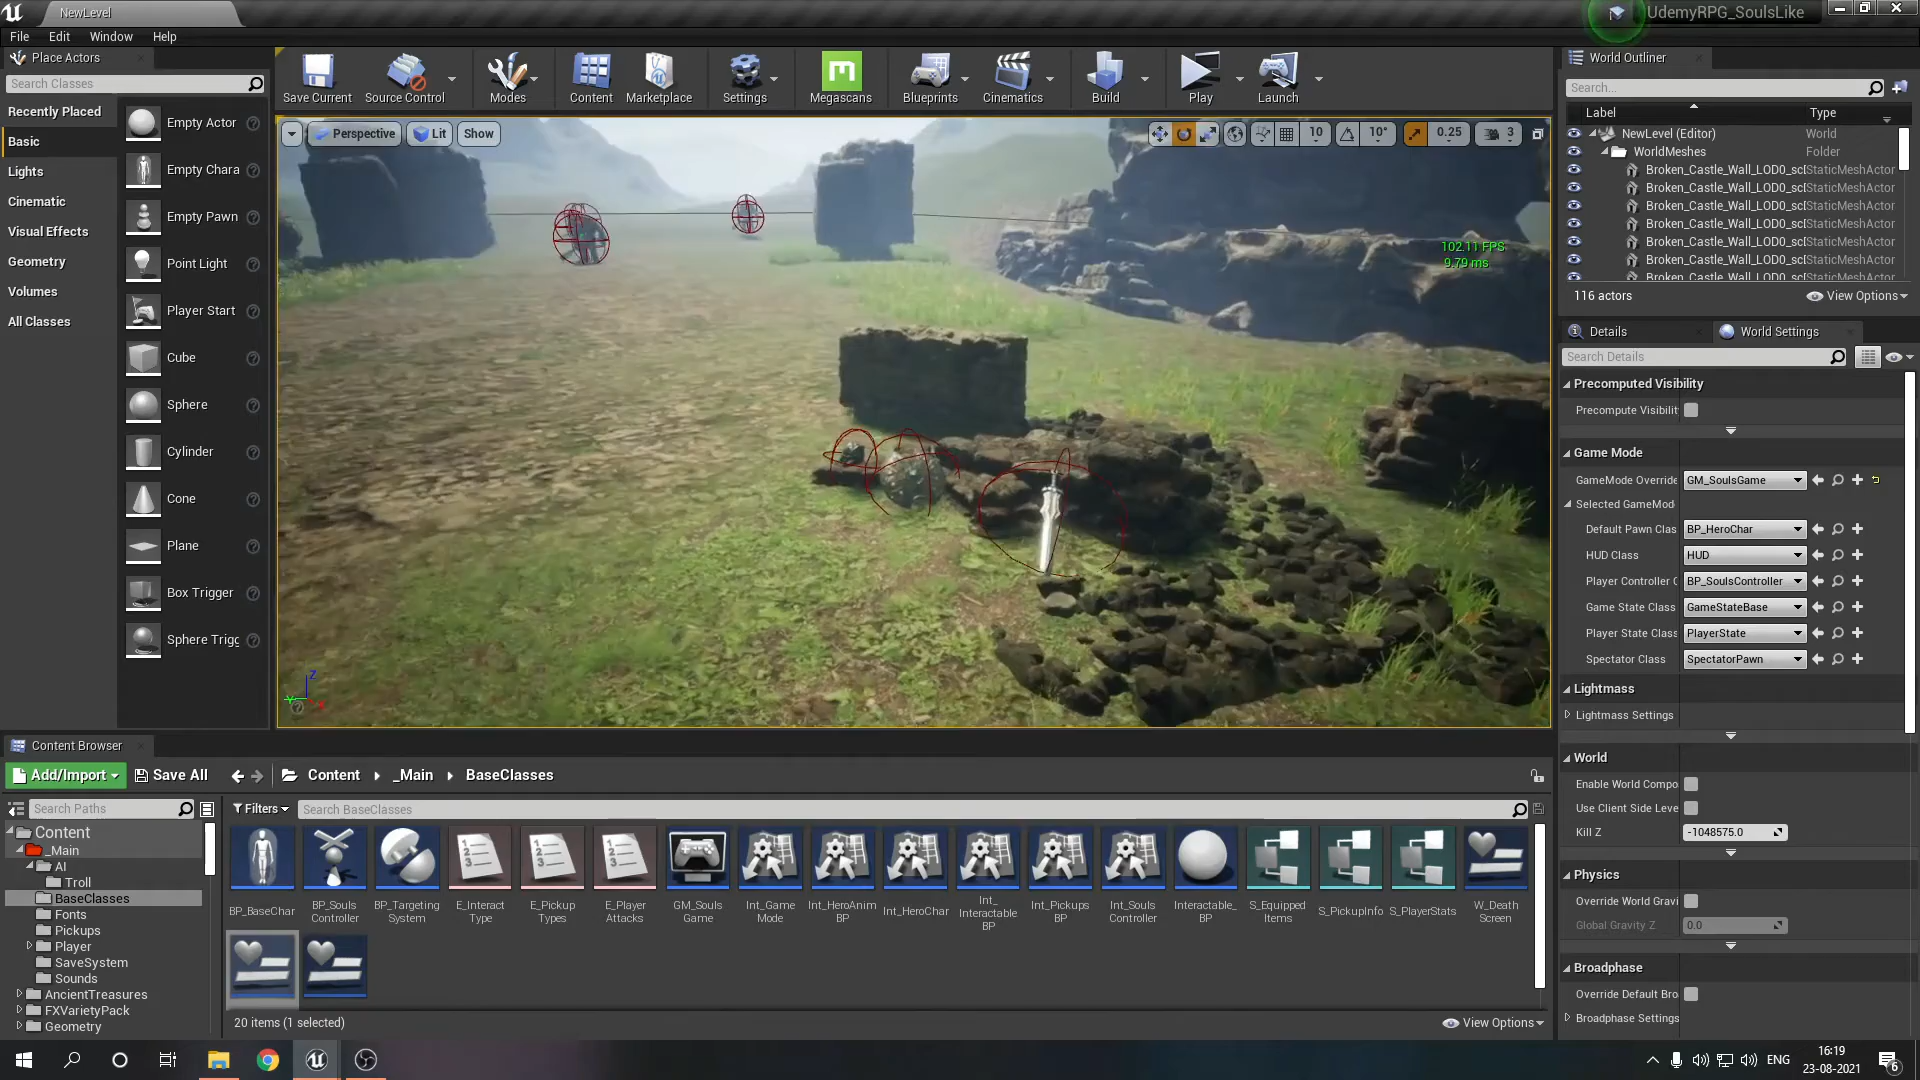 NewLevel
UdemyRPG_SoulsLike
File Edit Window Help
Place Actors
Search Classes
Recently Placed
Basic
Lights
Cinematic
Visual Effects
Geometry
Volumes
All Classes
Empty Actor
Empty Chara
Empty Pawn
Point Light
Player Start
Cube
Sphere
Cylinder
Cone
Plane
Box Trigger
Sphere Trigg
Save Current
Source Control
Modes
Content
Marketplace
Settings
Megascans
Blueprints
Cinematics
Build
Play
Launch
Perspective Lit Show
10 10° 0.25 3
102.11 FPS
9.79 ms
World Outliner
Search...
Label Type
NewLevel (Editor) World
WorldMeshes Folder
Broken_Castle_Wall_LOD0_scl StaticMeshActor
Broken_Castle_Wall_LOD0_scl StaticMeshActor
Broken_Castle_Wall_LOD0_scl StaticMeshActor
Broken_Castle_Wall_LOD0_scl StaticMeshActor
Broken_Castle_Wall_LOD0_scl StaticMeshActor
Broken_Castle_Wall_LOD0_scl StaticMeshActor
Broken_Castle_Wall_LOD0_scl StaticMeshActor
116 actors View Options
Details World Settings
Search Details
Precomputed Visibility
Precompute Visibilit
Game Mode
GameMode Override GM_SoulsGame
Selected GameMod
Default Pawn Clas BP_HeroChar
HUD Class HUD
Player Controller C BP_SoulsController
Game State Class GameStateBase
Player State Class PlayerState
Spectator Class SpectatorPawn
Lightmass
Lightmass Settings
World
Enable World Compo
Use Client Side Leve
Kill Z -1048575.0
Physics
Override World Gravi
Global Gravity Z 0.0
Broadphase
Override Default Bro
Broadphase Settings
Content Browser
Add/Import Save All Content _Main BaseClasses
Search Paths
Filters Search BaseClasses
Content
_Main
AI
Troll
BaseClasses
Fonts
Pickups
Player
SaveSystem
Sounds
AncientTreasures
FXVarietyPack
Geometry
BP_BaseChar
BP_Souls
Controller
BP_Targeting
System
E_Interact
Type
E_Pickup
Types
E_Player
Attacks
GM_Souls
Game
Int_Game
Mode
Int_HeroAnim
BP
Int_HeroChar
Int_
Interactable_
BP
Int_Pickups
BP
Int_Souls
Controller
Interactable_
BP
S_Equipped
Items
S_PickupInfo
S_PlayerStats
W_Death
Screen
20 items (1 selected) View Options
ENG
16:19
23-08-2021
6